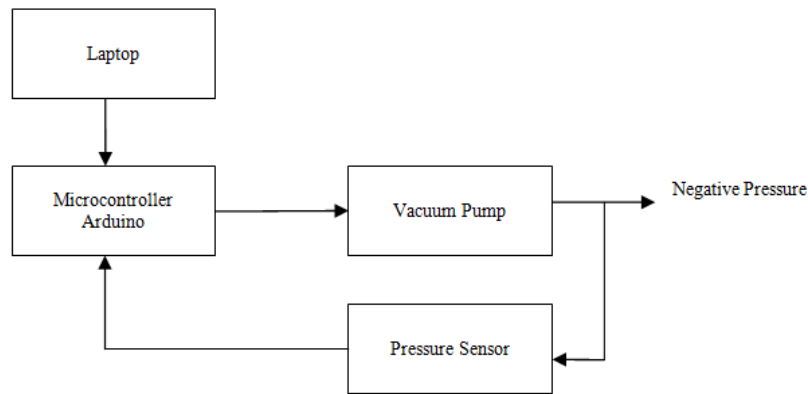 Laptop
Microcontroller
Arduino
Vacuum Pump
Negative Pressure
Pressure Sensor